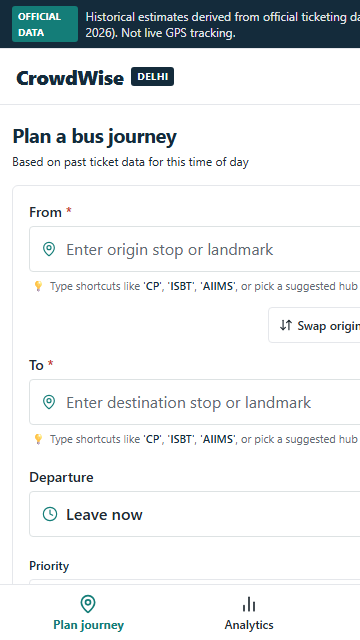 OFFICIAL
DATA
Historical estimates derived from official ticketing da
2026). Not live GPS tracking.
CrowdWise DELHI
Plan a bus journey
Based on past ticket data for this time of day
From *
Enter origin stop or landmark
💡 Type shortcuts like 'CP', 'ISBT', 'AIIMS', or pick a suggested hub
Swap origin
To *
Enter destination stop or landmark
💡 Type shortcuts like 'CP', 'ISBT', 'AIIMS', or pick a suggested hub
Departure
Leave now
Priority
Plan journey
Analytics